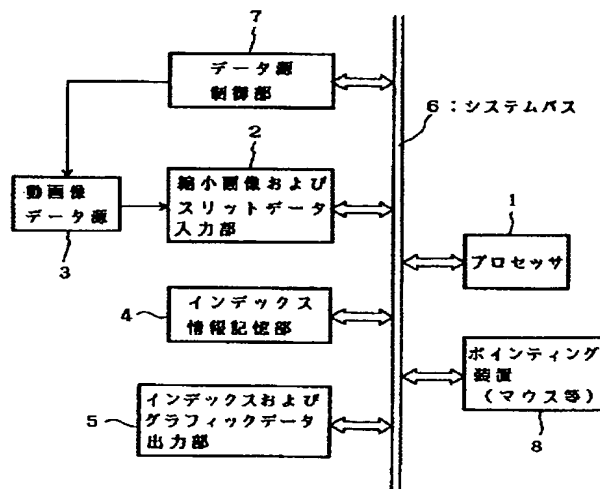 7
データ源
制御部
6：システムバス
2
動画像
データ源
3
縮小画像および
スリットデータ
入力部
1
プロセッサ
4
インデックス
情報記憶部
ポインティング
装置
（マウス等）
8
5
インデックスおよび
グラフィックデータ
出力部